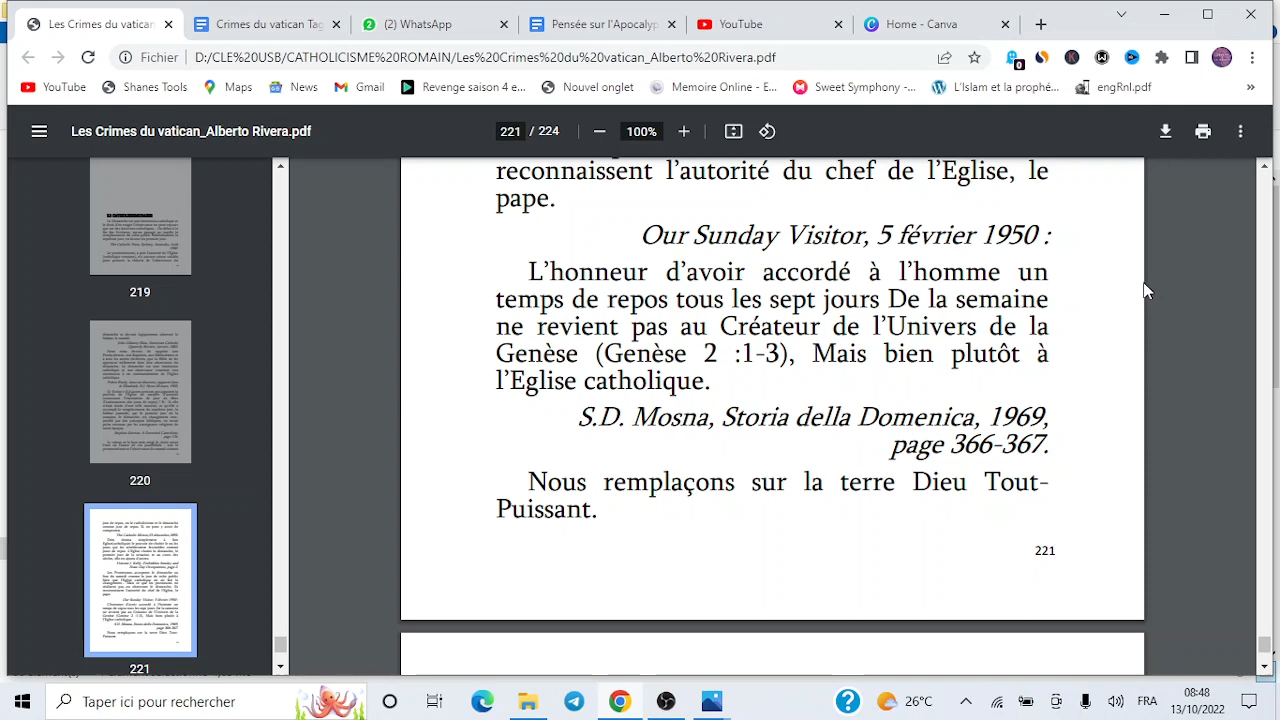 Les Crimes du vatican
Crimes du vatican Tag
(2) WhatsApp
Pensée sur l'Apocalyp
YouTube
Home - Canva
Fichier
D:/CLE%20USB/CATHOLICISME%20ROMAIN/Les%20Crimes%20du%20vatican_Alberto%20Rivera.pdf
0
YouTube
Shanes Tools
Maps
News
Gmail
Revenge saison 4 e...
Nouvel onglet
Memoire Online - E...
Sweet Symphony -...
L'Islam et la prophé...
engRnl.pdf
»
Les Crimes du vatican_Alberto Rivera.pdf
221 / 224
100%
219
220
221
reconnaissent l'autorité du chef de l'Eglise, le
pape.
Our Sunday Visitor, 5 février 1950 :
L'honneur d'avoir accordé à l'homme un
temps de repos tous les sept jours De la semaine
ne revient pas au Créateur de l'Univers de la
Genèse (Genèse 2 :1-3), Mais bien plutôt à
l'Eglise catholique.
S.D. Mosna, Storia della Domenica, 1969,
page 366-367.
Nous remplaçons sur la terre Dieu Tout-
Puissant.
221
Taper ici pour rechercher
26°C
FRA
08:48
13/10/2022